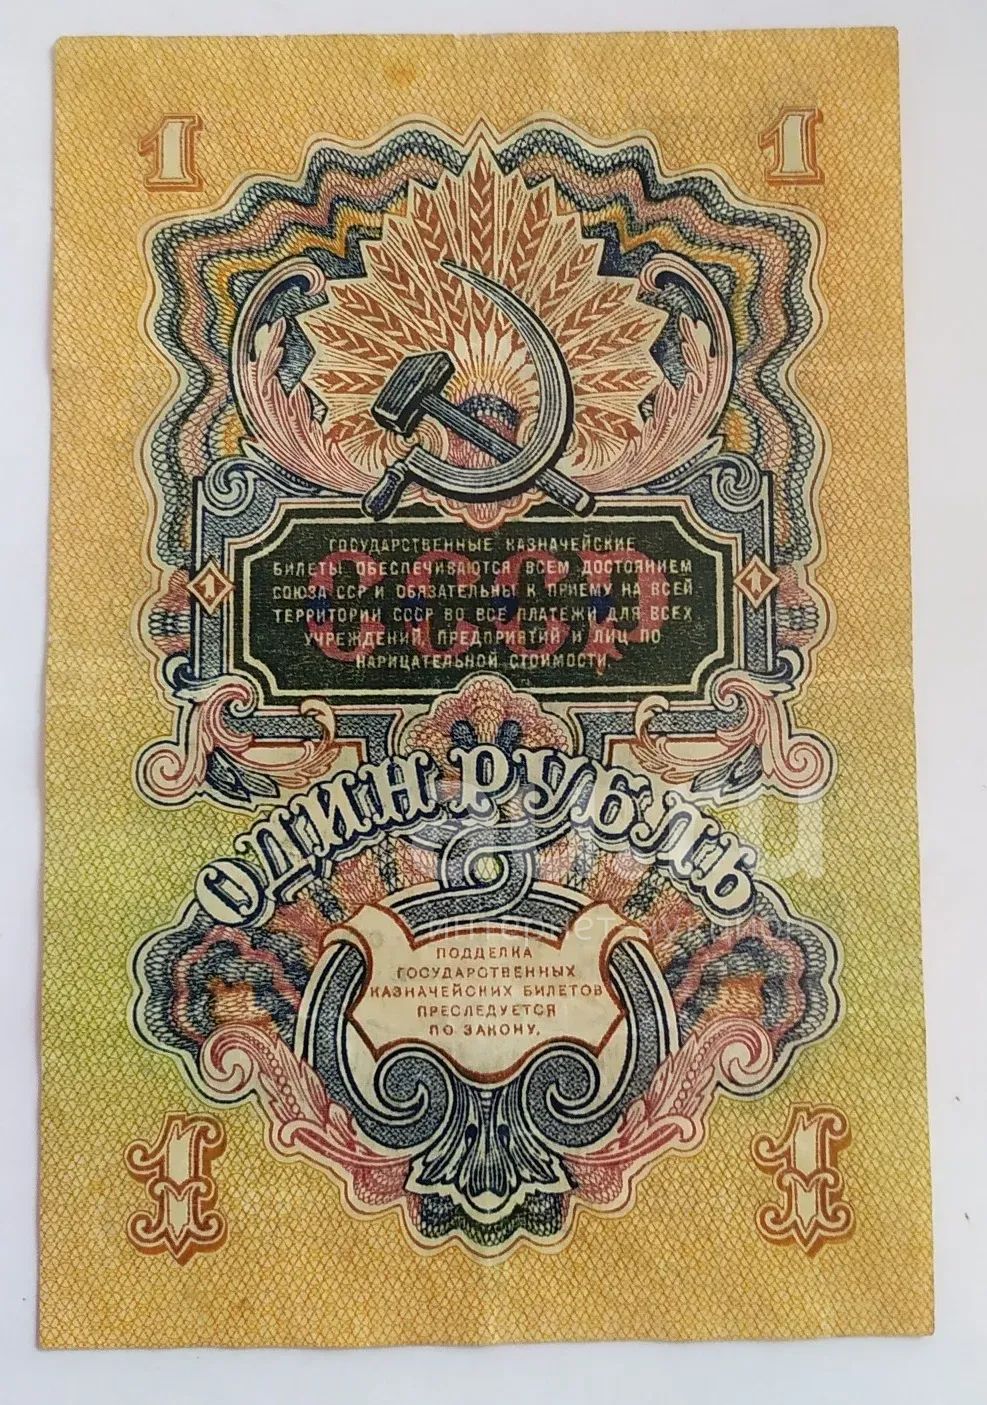 1 1
ГОСУДАРСТВЕННЫЕ КАЗНАЧЕЙСКИЕ
БИЛЕТЫ ОБЕСПЕЧИВАЮТСЯ ВСЕМ ДОСТОЯНИЕМ
СОЮЗА ССР И ОБЯЗАТЕЛЬНЫ К ПРИЕМУ НА ВСЕЙ
ТЕРРИТОРИИ СССР ВО ВСЕ ПЛАТЕЖИ ДЛЯ ВСЕХ
УЧРЕЖДЕНИЙ, ПРЕДПРИЯТИЙ И ЛИЦ ПО
НАРИЦАТЕЛЬНОЙ СТОИМОСТИ.
СССР
1 1
ОДИН РУБЛЬ
интернет-аукцион
ПОДДЕЛКА
ГОСУДАРСТВЕННЫХ
КАЗНАЧЕЙСКИХ БИЛЕТОВ
ПРЕСЛЕДУЕТСЯ
ПО ЗАКОНУ.
1 1